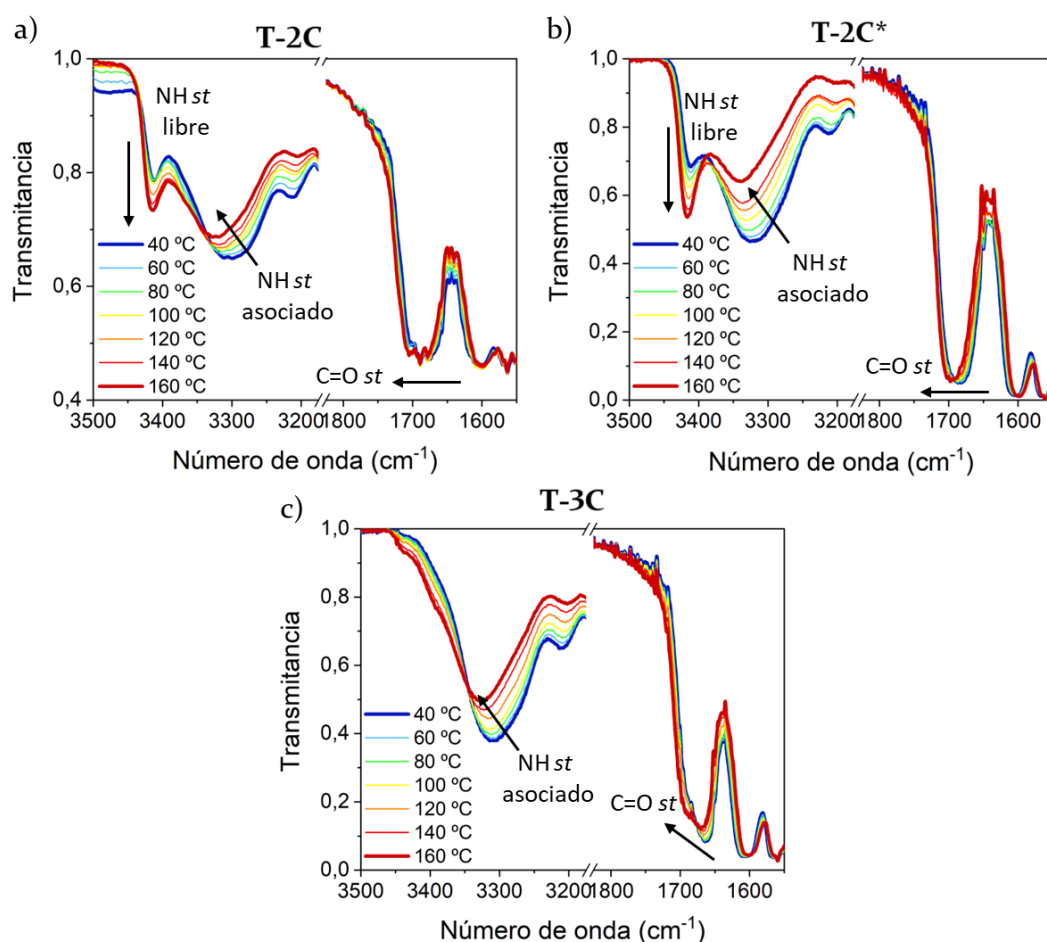 a)
T-2C
1,0
0,8
0,6
0,4
Transmitancia
NH st
libre
40 ºC
60 ºC
80 ºC
100 ºC
120 ºC
140 ºC
160 ºC
NH st
asociado
C=O st
3500 3400 3300 3200 1700 1600
Número de onda (cm-1)
b)
T-2C*
1,0
0,8
0,6
0,4
0,2
0,0
Transmitancia
NH st
libre
40 ºC
60 ºC
80 ºC
100 ºC
120 ºC
140 ºC
160 ºC
NH st
asociado
C=O st
3500 3400 3300 3200 1800 1700 1600
Número de onda (cm-1)
c)
T-3C
1,0
0,8
0,6
0,4
0,2
0,0
Transmitancia
40 ºC
60 ºC
80 ºC
100 ºC
120 ºC
140 ºC
160 ºC
NH st
asociado
C=O st
3500 3400 3300 3200 1800 1700 1600
Número de onda (cm-1)